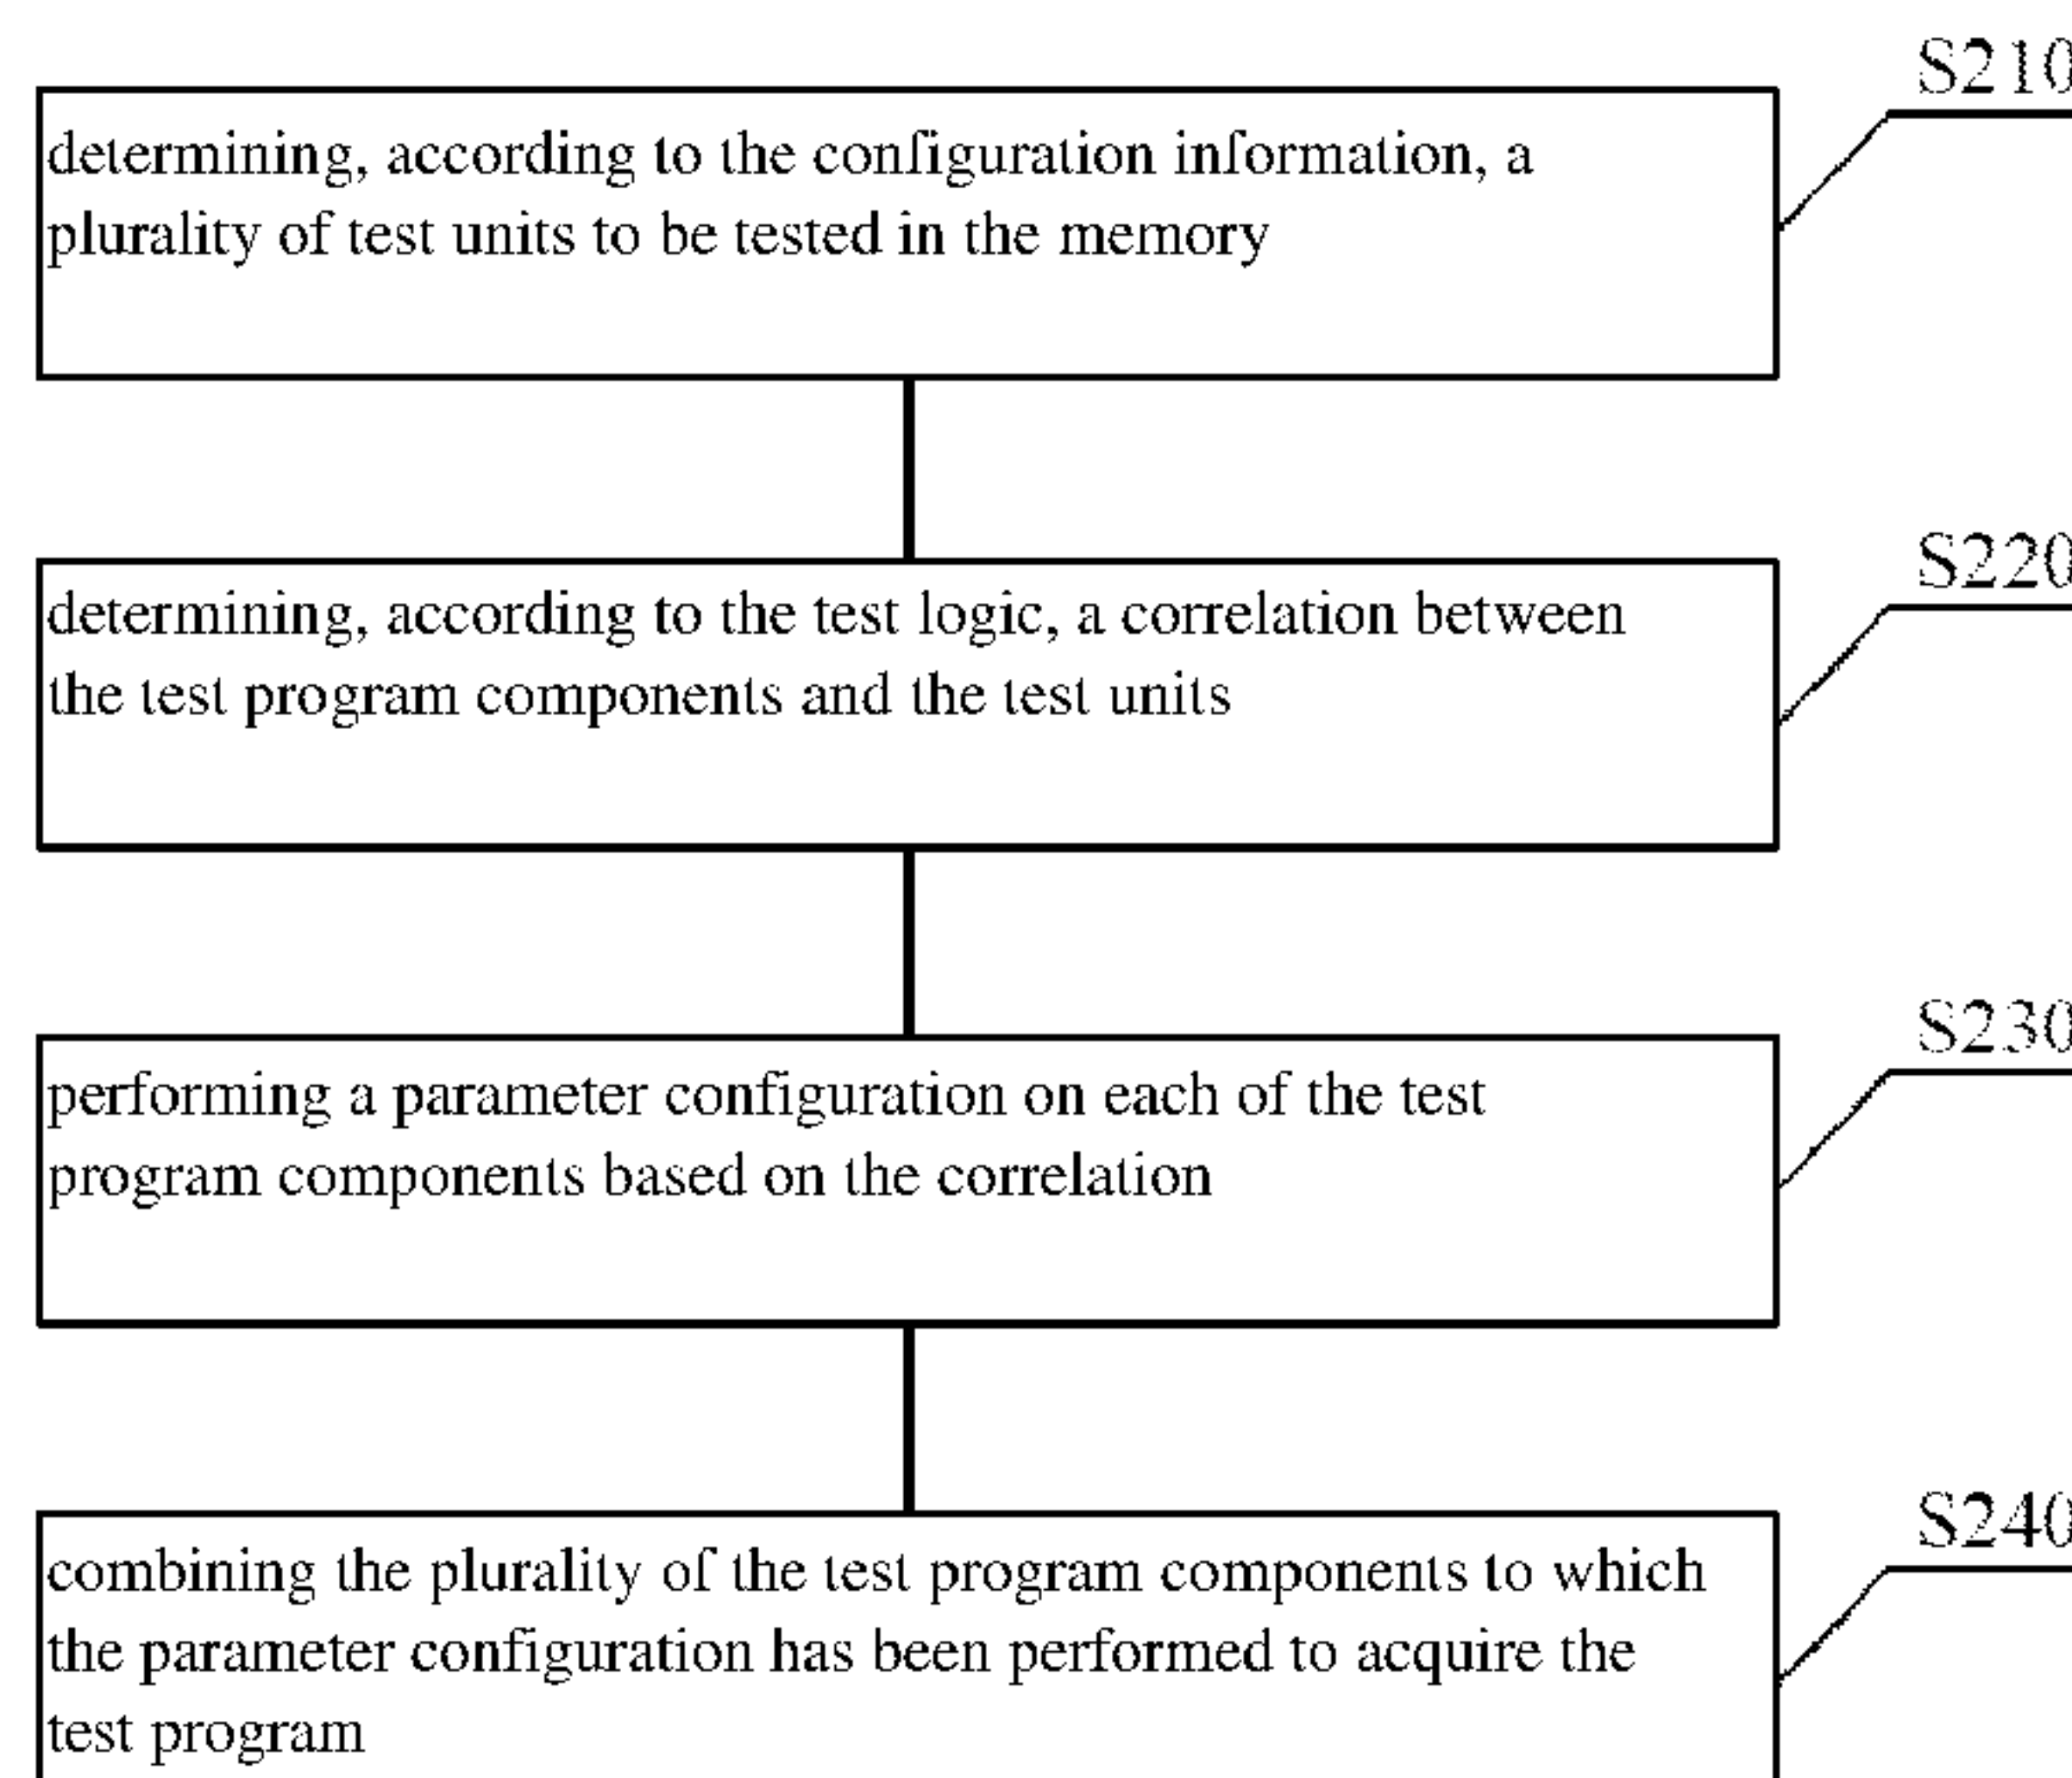 S210
determining, according to the configuration information, a
plurality of test units to be tested in the memory
S220
determining, according to the test logic, a correlation between
the test program components and the test units
S230
performing a parameter configuration on each of the test
program components based on the correlation
S240
combining the plurality of the test program components to which
the parameter configuration has been performed to acquire the
test program